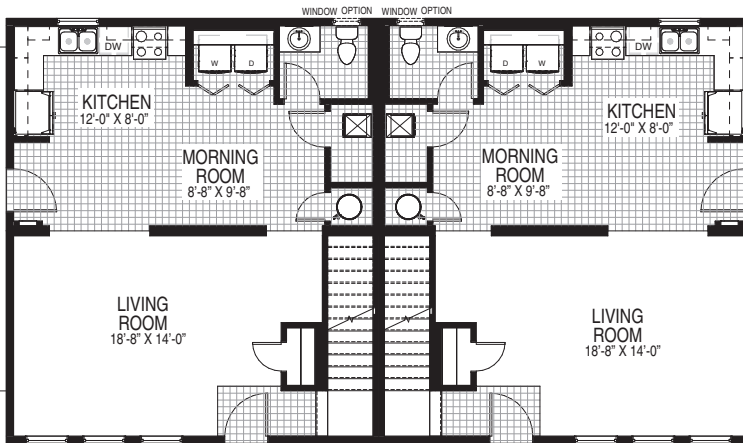 WINDOW OPTION WINDOW OPTION
DW W D D W DW
KITCHEN
12'-0" X 8'-0"
KITCHEN
12'-0" X 8'-0"
MORNING
ROOM
8'-8" X 9'-8"
MORNING
ROOM
8'-8" X 9'-8"
LIVING
ROOM
18'-8" X 14'-0"
LIVING
ROOM
18'-8" X 14'-0"